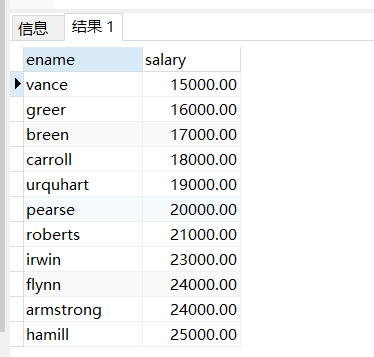 信息 结果 1
ename salary
vance 15000.00
greer 16000.00
breen 17000.00
carroll 18000.00
urquhart 19000.00
pearse 20000.00
roberts 21000.00
irwin 23000.00
flynn 24000.00
armstrong 24000.00
hamill 25000.00